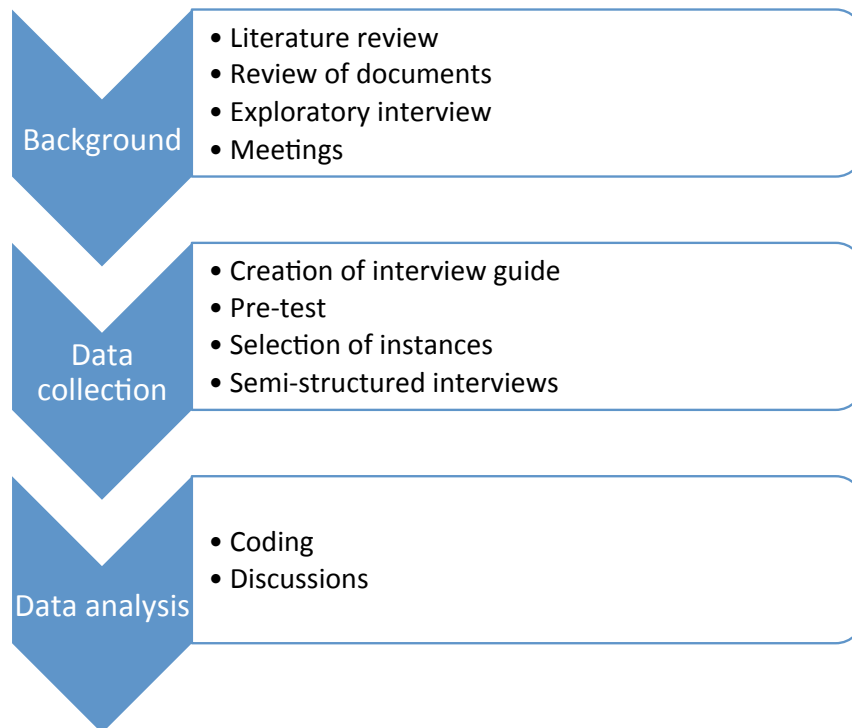 Background
• Literature review
• Review of documents
• Exploratory interview
• Meetings
Data
collection
• Creation of interview guide
• Pre-test
• Selection of instances
• Semi-structured interviews
Data analysis
• Coding
• Discussions